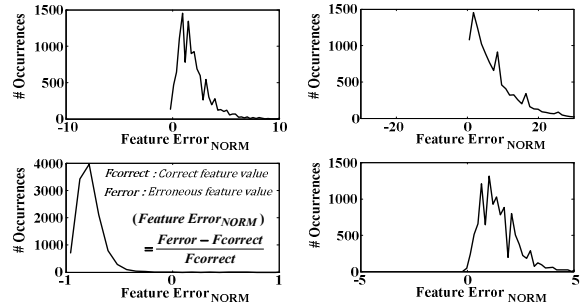 1500
1000
500
0
-10
0
10
# Occurrences
Feature Error NORM
1500
1000
500
0
-20
0
20
# Occurrences
Feature Error NORM
4000
3000
2000
1000
0
-1
0
1
# Occurrences
Feature Error NORM
Fcorrect : Correct feature value
Ferror : Erroneous feature value
(Feature Error NORM)
= Ferror − Fcorrect
Fcorrect
1500
1000
500
0
-5
0
5
# Occurrences
Feature Error NORM